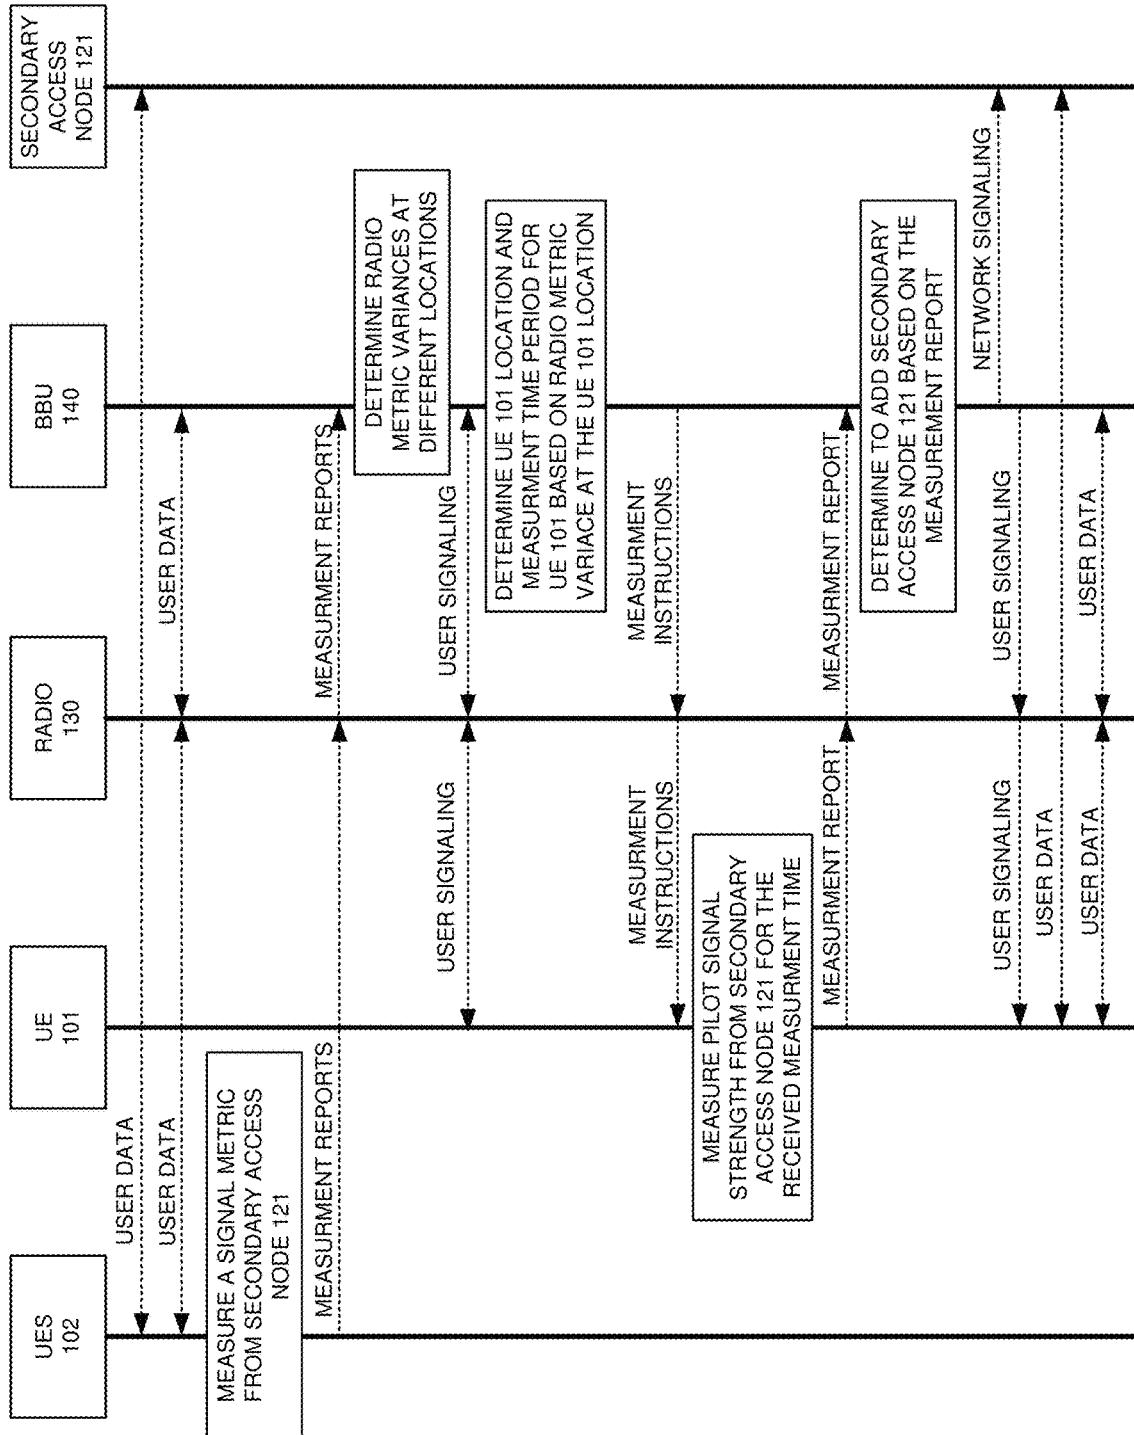 UES
102
UE
101
RADIO
130
BBU
140
SECONDARY
ACCESS
NODE 121
USER DATA
USER DATA
USER DATA
MEASURE A SIGNAL METRIC
FROM SECONDARY ACCESS
NODE 121
MEASURMENT REPORTS
MEASURMENT REPORTS
DETERMINE RADIO
METRIC VARIANCES AT
DIFFERENT LOCATIONS
USER SIGNALING
USER SIGNALING
DETERMINE UE 101 LOCATION AND
MEASURMENT TIME PERIOD FOR
UE 101 BASED ON RADIO METRIC
VARIACE AT THE UE 101 LOCATION
MEASURMENT
INSTRUCTIONS
MEASURMENT
INSTRUCTIONS
MEASURE PILOT SIGNAL
STRENGTH FROM SECONDARY
ACCESS NODE 121 FOR THE
RECEIVED MEASURMENT TIME
MEASURMENT REPORT
MEASURMENT REPORT
DETERMINE TO ADD SECONDARY
ACCESS NODE 121 BASED ON THE
MEASUREMENT REPORT
NETWORK SIGNALING
USER SIGNALING
USER SIGNALING
USER DATA
USER DATA
USER DATA